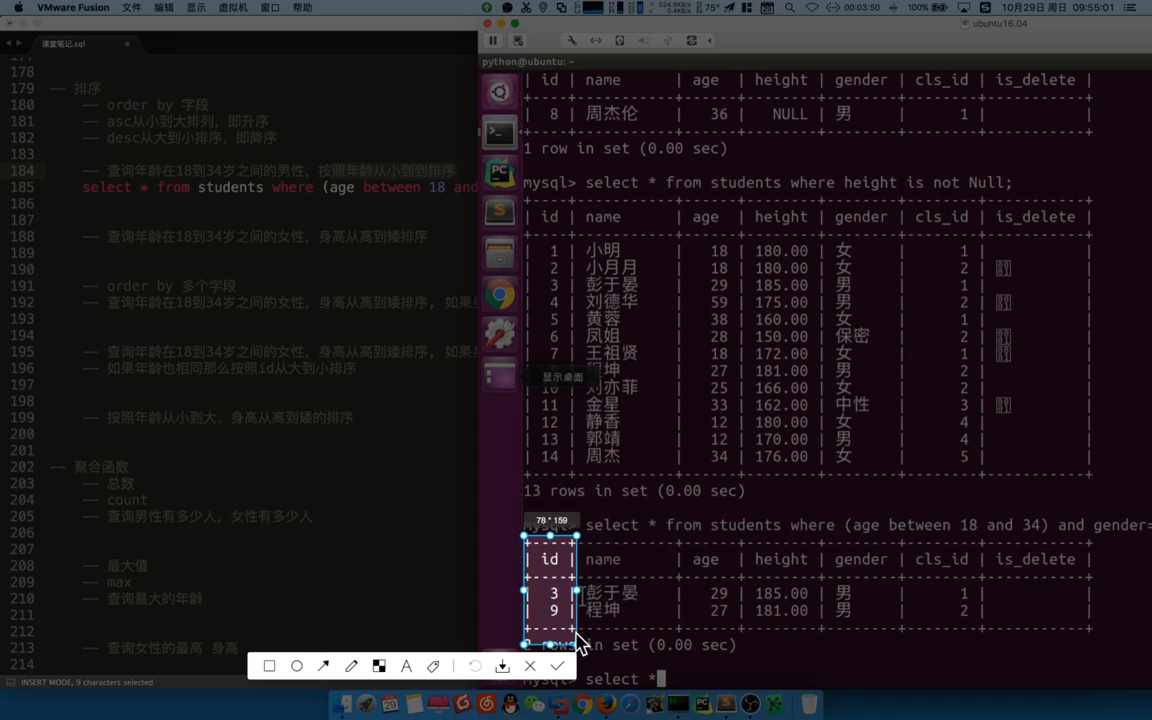 VMware Fusion 文件 编辑 显示 虚拟机 窗口 帮助 524.6KB/s 0.4KB/s 75° 29 (-:--) 00:03:50 100% 10月29日 周日 09:55:01
课堂笔记.sql
178
179 -- 排序
180 -- order by 字段
181 -- asc从小到大排列，即升序
182 -- desc从大到小排序，即降序
183
184 -- 查询年龄在18到34岁之间的男性，按照年龄从小到到排序
185 select * from students where (age between 18 and
186
187
188 -- 查询年龄在18到34岁之间的女性，身高从高到矮排序
189
190
191 -- order by 多个字段
192 -- 查询年龄在18到34岁之间的女性，身高从高到矮排序, 如果
193
194
195 -- 查询年龄在18到34岁之间的女性，身高从高到矮排序, 如果
196 -- 如果年龄也相同那么按照id从大到小排序
197
198
199 -- 按照年龄从小到大、身高从高到矮的排序
200
201
202 -- 聚合函数
203 -- 总数
204 -- count
205 -- 查询男性有多少人，女性有多少人
206
207
208 -- 最大值
209 -- max
210 -- 查询最大的年龄
211
212
213 -- 查询女性的最高 身高
214
INSERT MODE, 9 characters selected
ubuntu16.04
python@ubuntu: ~
| id | name | age | height | gender | cls_id | is_delete |
| 8 | 周杰伦 | 36 | NULL | 男 | 1 | |
1 row in set (0.00 sec)
mysql> select * from students where height is not Null;
| id | name | age | height | gender | cls_id | is_delete |
| 1 | 小明 | 18 | 180.00 | 女 | 1 | |
| 2 | 小月月 | 18 | 180.00 | 女 | 2 |
| 3 | 彭于晏 | 29 | 185.00 | 男 | 1 | |
| 4 | 刘德华 | 59 | 175.00 | 男 | 2 |
| 5 | 黄蓉 | 38 | 160.00 | 女 | 1 | |
| 6 | 凤姐 | 28 | 150.00 | 保密 | 2 |
| 7 | 王祖贤 | 18 | 172.00 | 女 | 1 |
程坤 | 27 | 181.00 | 男 | 2 | |
| 10 | 刘亦菲 | 25 | 166.00 | 女 | 2 | |
| 11 | 金星 | 33 | 162.00 | 中性 | 3 |
| 12 | 静香 | 12 | 180.00 | 女 | 4 | |
| 13 | 郭靖 | 12 | 170.00 | 男 | 4 | |
| 14 | 周杰 | 34 | 176.00 | 女 | 5 | |
显示桌面
13 rows in set (0.00 sec)
78 * 159
mysql> select * from students where (age between 18 and 34) and gender=
| id | name | age | height | gender | cls_id | is_delete |
| 3 | 彭于晏 | 29 | 185.00 | 男 | 1 | |
| 9 | 程坤 | 27 | 181.00 | 男 | 2 | |
2 rows in set (0.00 sec)
mysql> select *